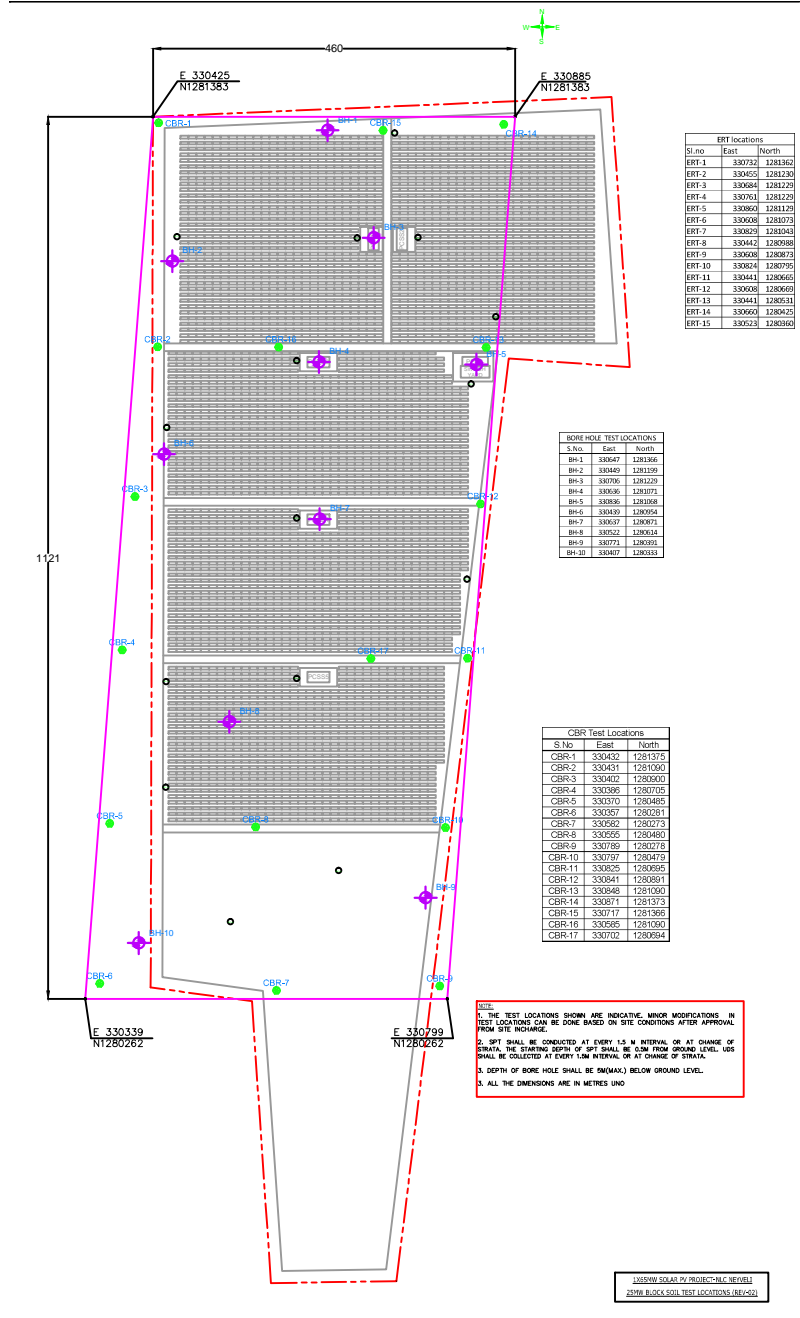 N
W E
S
460
E 330425
N1281383
E 330885
N1281383
CBR-1
BH-1
CBR-15
CBR-14
BH-3
BH-2
CBR-2
CBR-16
CBR-13
BH-4
BH-5
BH-6
CBR-3
CBR-12
BH-7
1121
CBR-4
CBR-17
CBR-11
PCSS5
BH-8
CBR-5
CBR-8
CBR-10
BH-9
BH-10
CBR-6
CBR-7
CBR-9
E 330339
N1280262
E 330799
N1280262
ERT locations
Sl.no East North
ERT-1 330732 1281362
ERT-2 330455 1281230
ERT-3 330684 1281229
ERT-4 330761 1281229
ERT-5 330860 1281129
ERT-6 330608 1281073
ERT-7 330829 1281043
ERT-8 330442 1280988
ERT-9 330608 1280873
ERT-10 330824 1280795
ERT-11 330441 1280665
ERT-12 330608 1280669
ERT-13 330441 1280531
ERT-14 330660 1280425
ERT-15 330523 1280360
BORE HOLE TEST LOCATIONS
S.No. East North
BH-1 330647 1281366
BH-2 330449 1281199
BH-3 330706 1281229
BH-4 330636 1281071
BH-5 330836 1281068
BH-6 330439 1280954
BH-7 330637 1280871
BH-8 330522 1280614
BH-9 330771 1280391
BH-10 330407 1280333
CBR Test Locations
S.No East North
CBR-1 330432 1281375
CBR-2 330431 1281090
CBR-3 330402 1280900
CBR-4 330386 1280705
CBR-5 330370 1280485
CBR-6 330357 1280281
CBR-7 330582 1280273
CBR-8 330555 1280480
CBR-9 330789 1280278
CBR-10 330797 1280479
CBR-11 330825 1280695
CBR-12 330841 1280891
CBR-13 330848 1281090
CBR-14 330871 1281373
CBR-15 330717 1281366
CBR-16 330585 1281090
CBR-17 330702 1280694
NOTE:
1. THE TEST LOCATIONS SHOWN ARE INDICATIVE. MINOR MODIFICATIONS IN
TEST LOCATIONS CAN BE DONE BASED ON SITE CONDITIONS AFTER APPROVAL
FROM SITE INCHARGE.
2. SPT SHALL BE CONDUCTED AT EVERY 1.5 M INTERVAL OR AT CHANGE OF
STRATA. THE STARTING DEPTH OF SPT SHALL BE 0.5M FROM GROUND LEVEL. UDS
SHALL BE COLLECTED AT EVERY 1.5M INTERVAL OR AT CHANGE OF STRATA.
3. DEPTH OF BORE HOLE SHALL BE 5M(MAX.) BELOW GROUND LEVEL.
3. ALL THE DIMENSIONS ARE IN METRES UNO
1X65MW SOLAR PV PROJECT-NLC NEYVELI
25MW BLOCK SOIL TEST LOCATIONS (REV-02)